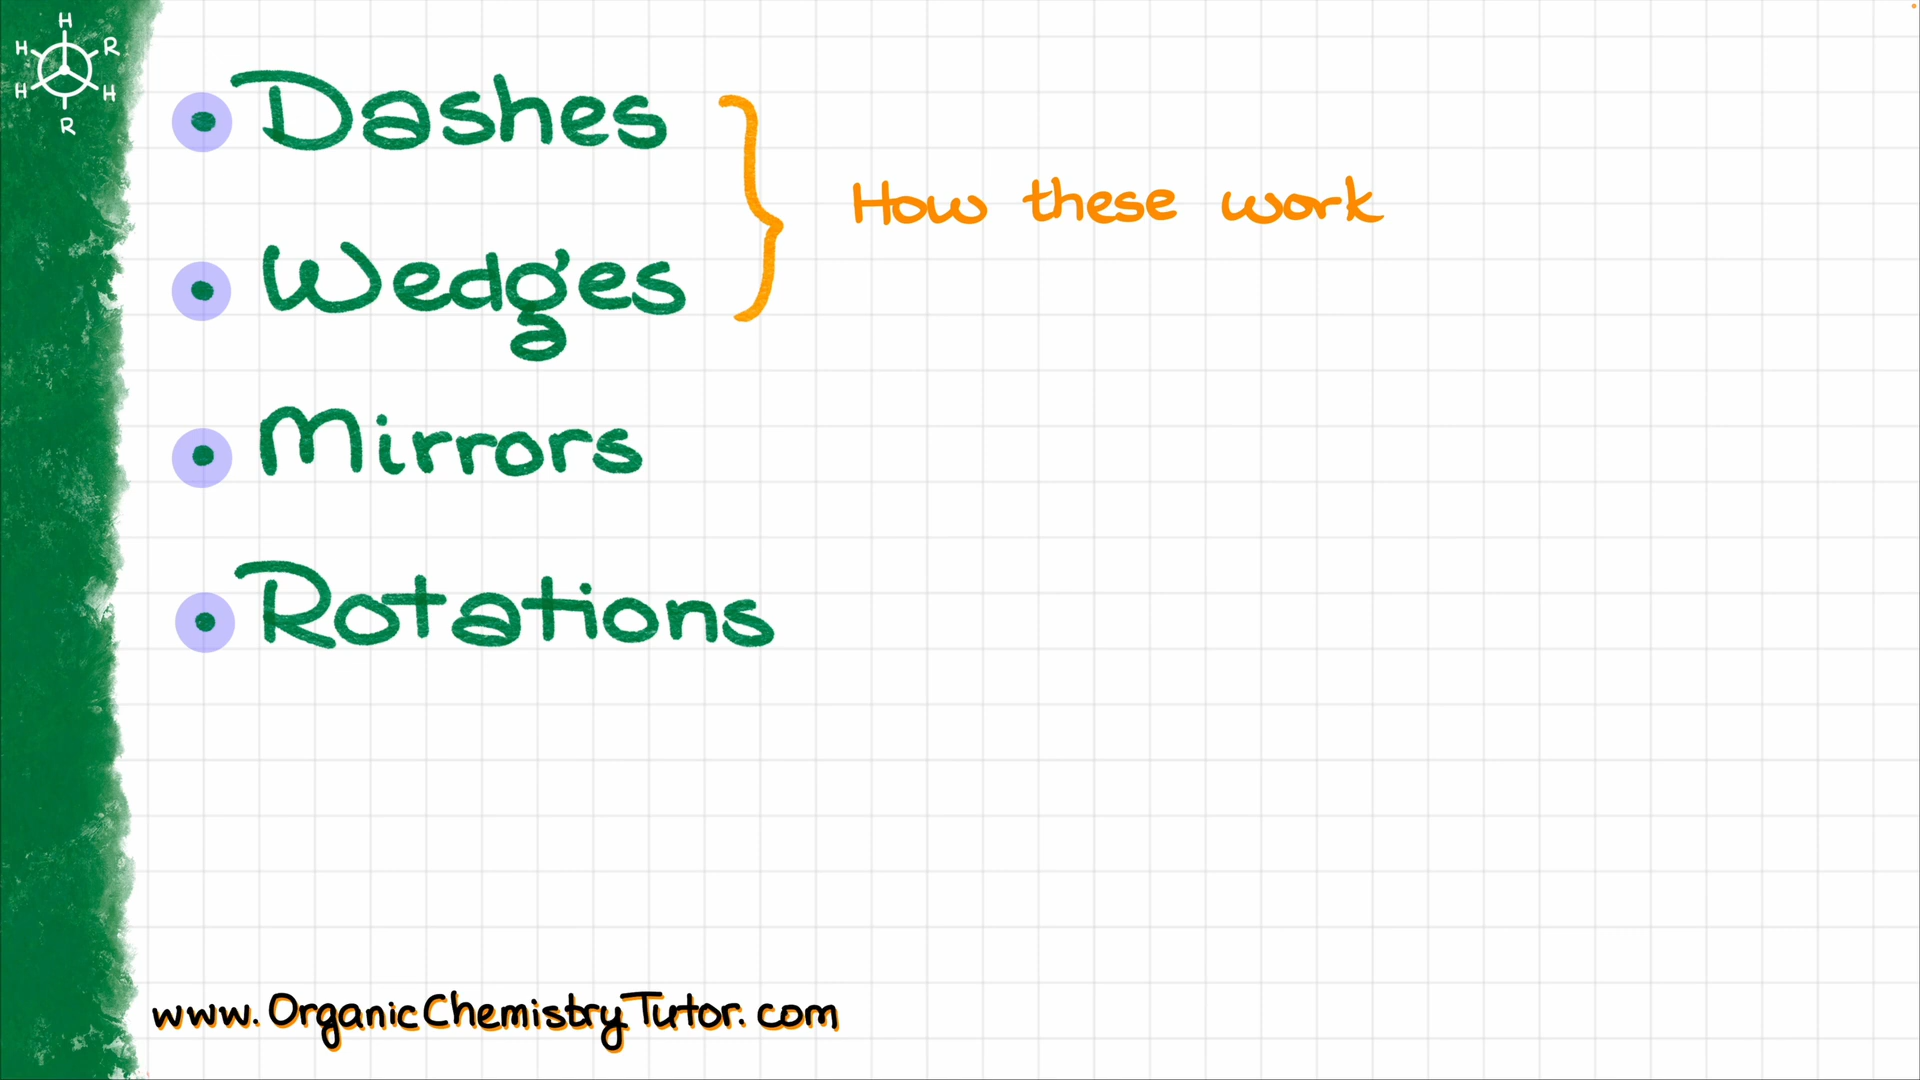 H
H R
H H
R
• Dashes
How these work
• Wedges
• Mirrors
• Rotations
www.OrganicChemistryTutor.com